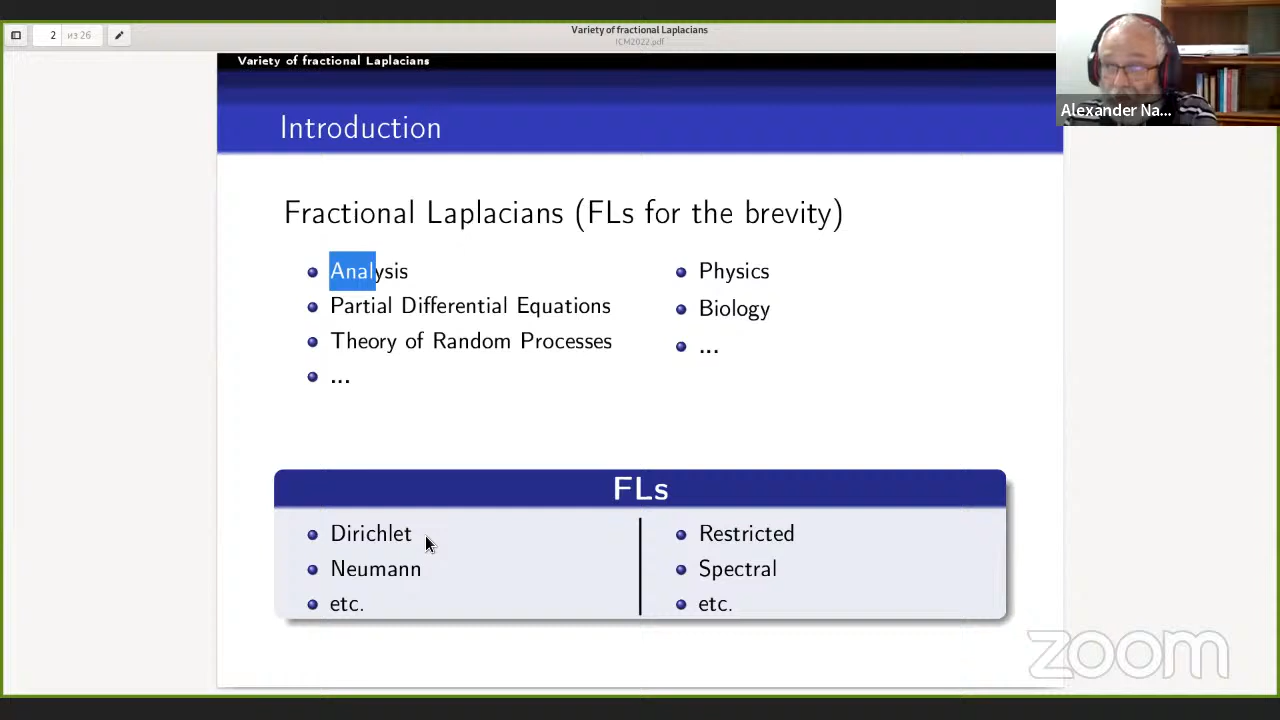 2 из 26
Variety of fractional Laplacians
ICM2022.pdf
Variety of fractional Laplacians
Alexander Na...
Introduction
Fractional Laplacians (FLs for the brevity)
Analysis
Partial Differential Equations
Theory of Random Processes
...
Physics
Biology
...
FLs
Dirichlet
Neumann
etc.
Restricted
Spectral
etc.
zoom